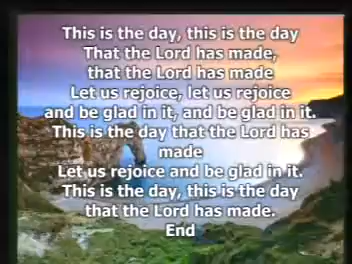 This is the day, this is the day
That the Lord has made,
that the Lord has made
Let us rejoice, let us rejoice
and be glad in it, and be glad in it.
This is the day that the Lord has
made
Let us rejoice and be glad in it.
This is the day, this is the day
that the Lord has made.
End